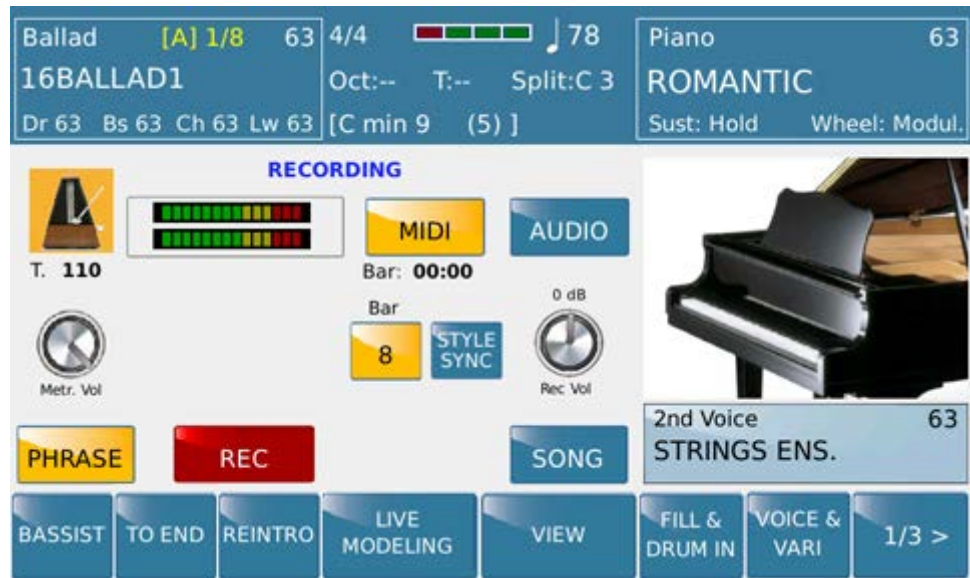 Ballad [A] 1/8 63
16BALLAD1
Dr 63 Bs 63 Ch 63 Lw 63
4/4 78
Oct:-- T:-- Split:C 3
[C min 9 (5) ]
Piano 63
ROMANTIC
Sust: Hold Wheel: Modul.
RECORDING
MIDI
AUDIO
T. 110
Bar: 00:00
Bar
0 dB
8
STYLE
SYNC
Metr. Vol
Rec Vol
2nd Voice 63
STRINGS ENS.
PHRASE
REC
SONG
BASSIST
TO END
REINTRO
LIVE
MODELING
VIEW
FILL &
DRUM IN
VOICE &
VARI
1/3 >